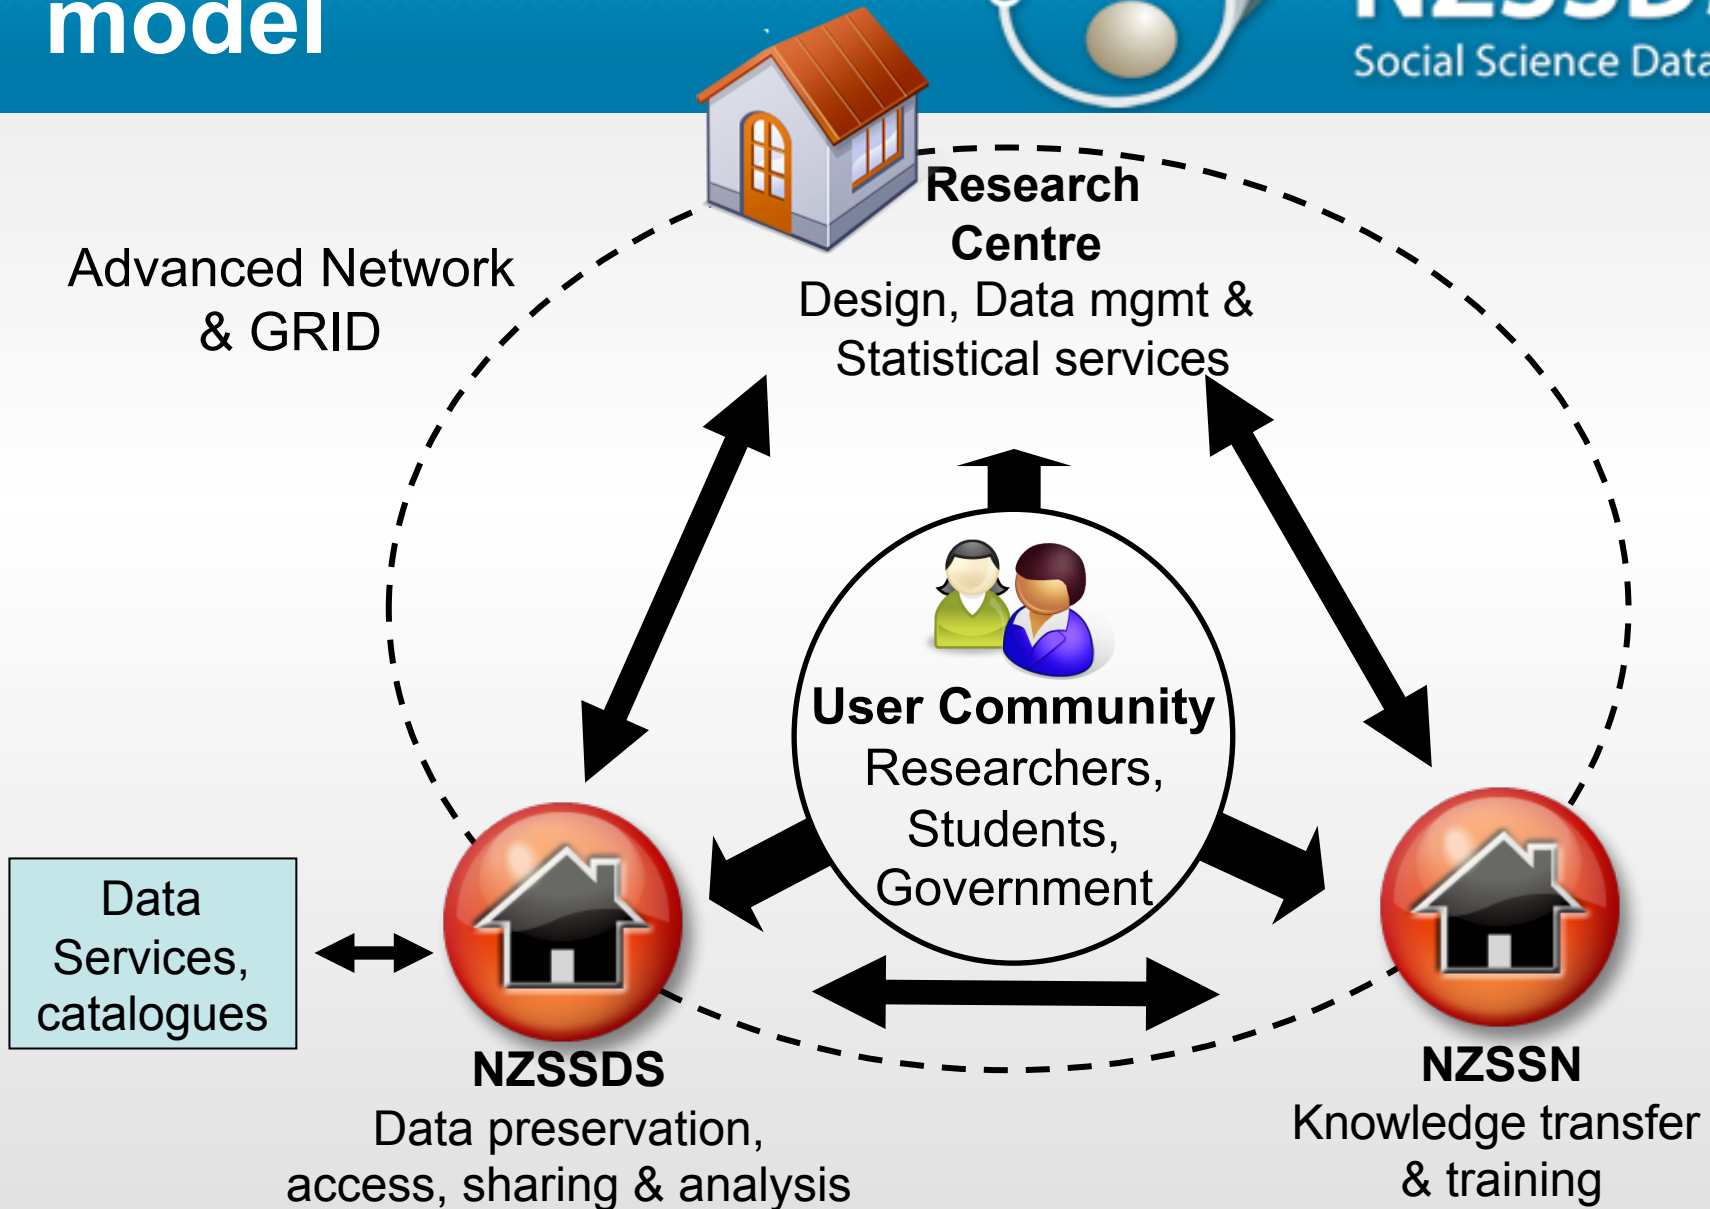 model
Social Science Data
Research
Centre
Design, Data mgmt &
Statistical services
Advanced Network
& GRID
User Community
Researchers,
Students,
Government
Data
Services,
catalogues
NZSSDS
Data preservation,
access, sharing & analysis
NZSSN
Knowledge transfer
& training